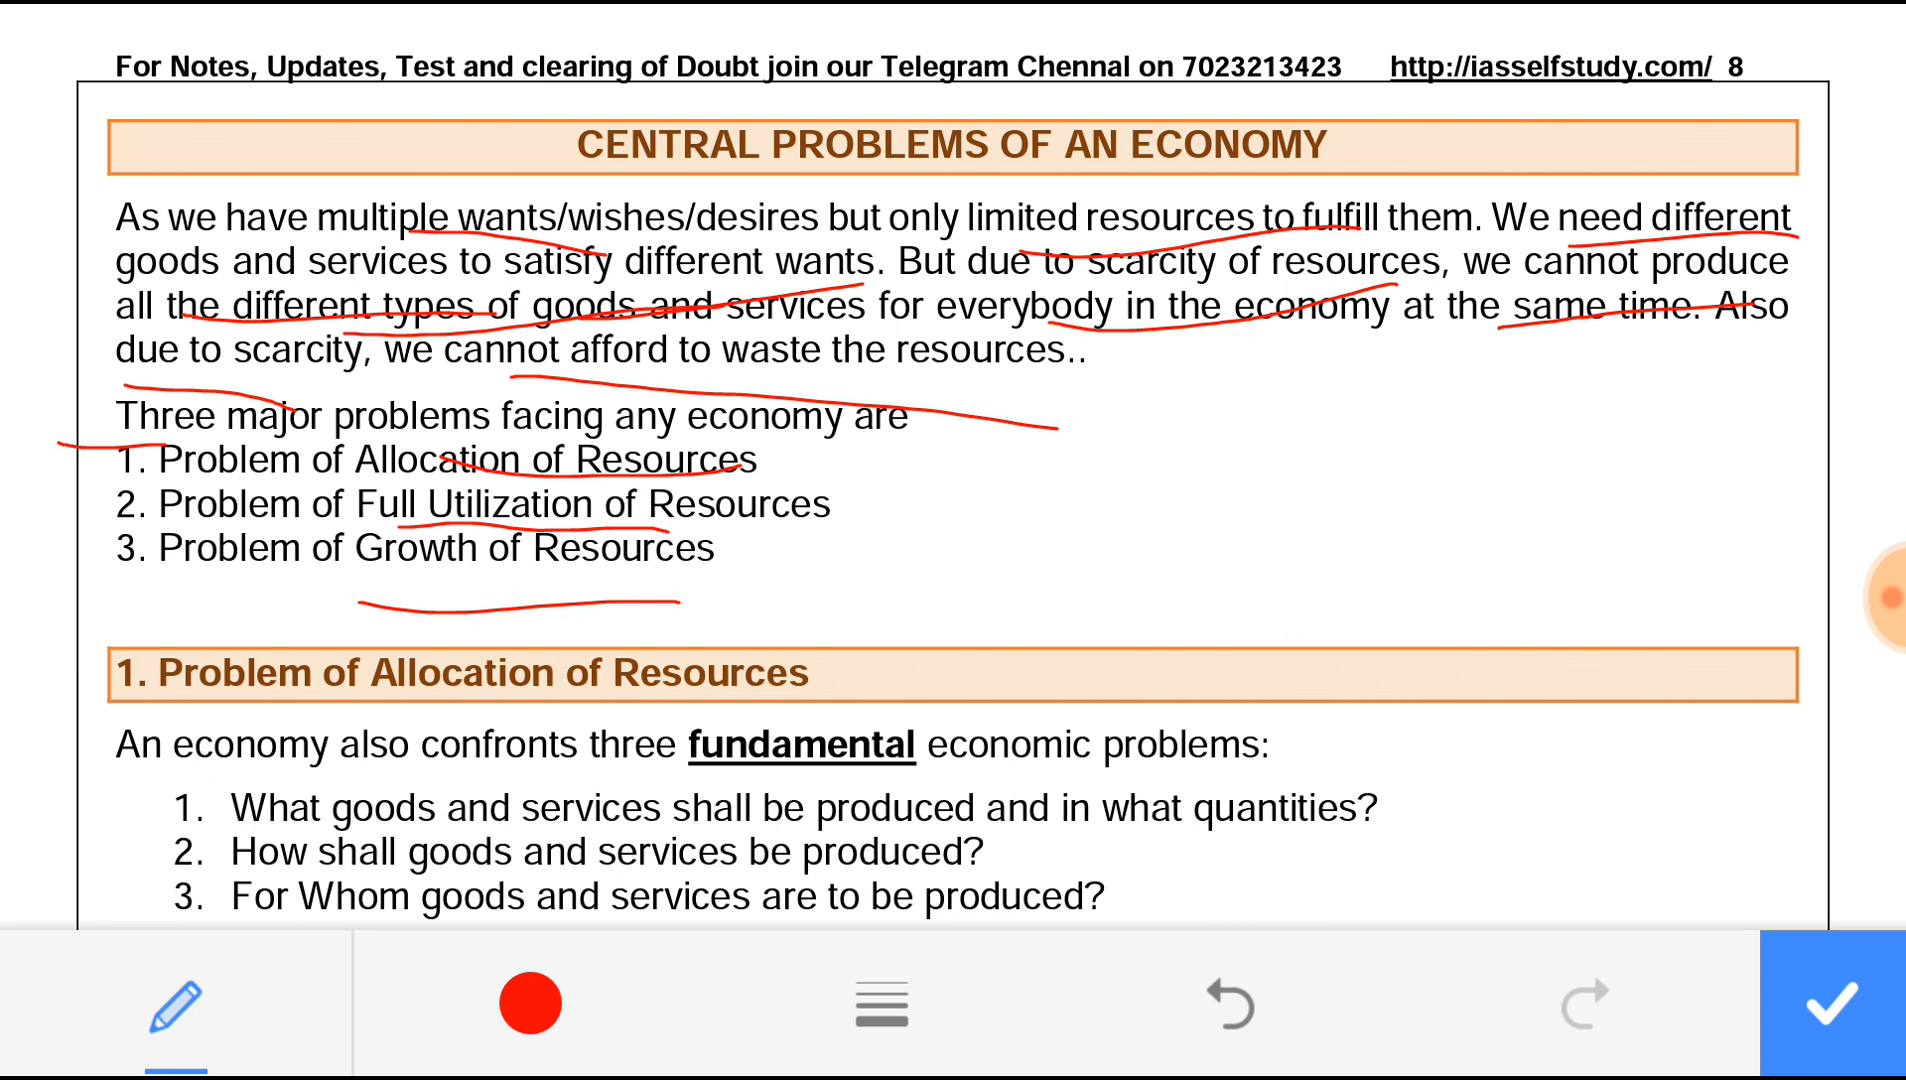 For Notes, Updates, Test and clearing of Doubt join our Telegram Chennal on 7023213423 http://iasselfstudy.com/ 8
CENTRAL PROBLEMS OF AN ECONOMY
As we have multiple wants/wishes/desires but only limited resources to fulfill them. We need different
goods and services to satisfy different wants. But due to scarcity of resources, we cannot produce
all the different types of goods and services for everybody in the economy at the same time. Also
due to scarcity, we cannot afford to waste the resources..
Three major problems facing any economy are
1. Problem of Allocation of Resources
2. Problem of Full Utilization of Resources
3. Problem of Growth of Resources
1. Problem of Allocation of Resources
An economy also confronts three fundamental economic problems:
1. What goods and services shall be produced and in what quantities?
2. How shall goods and services be produced?
3. For Whom goods and services are to be produced?